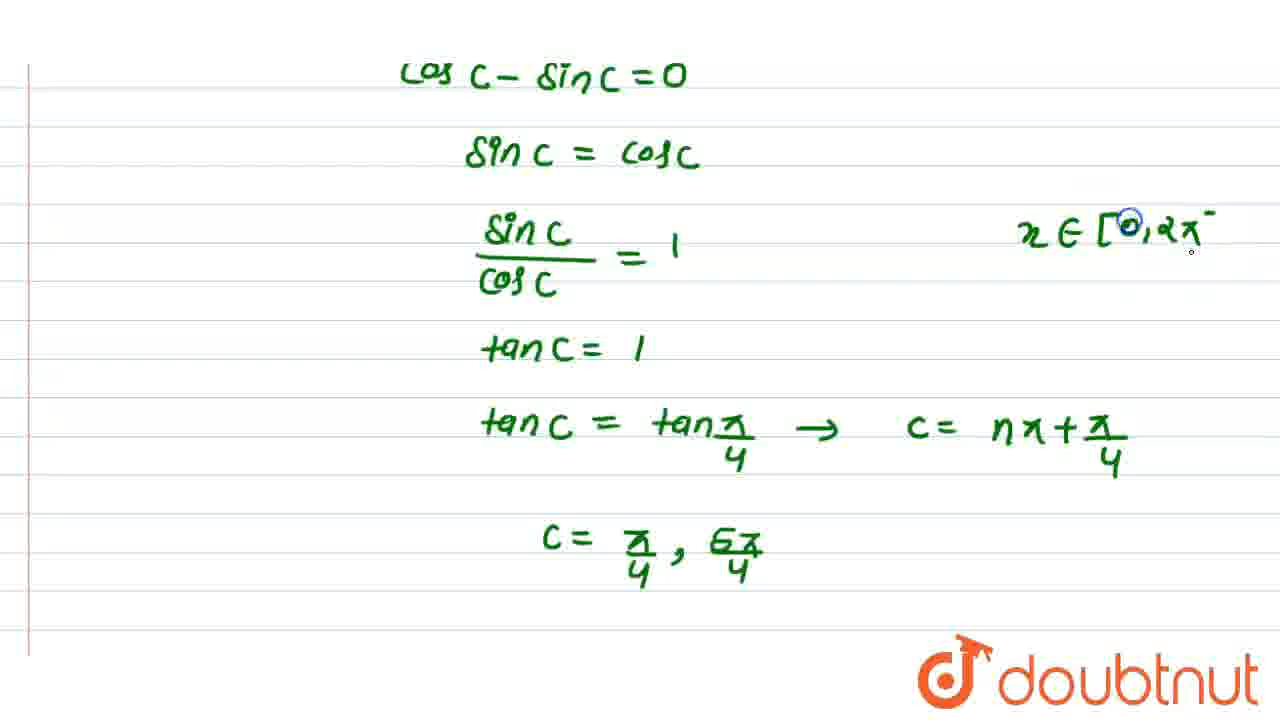 cos c - sin c = 0
sin c = cos c
sin c / cos c = 1
x ∈ [0, 2π
tan c = 1
tan c = tan π/4 → c = nπ + π/4
c = π/4, 5π/4
doubtnut